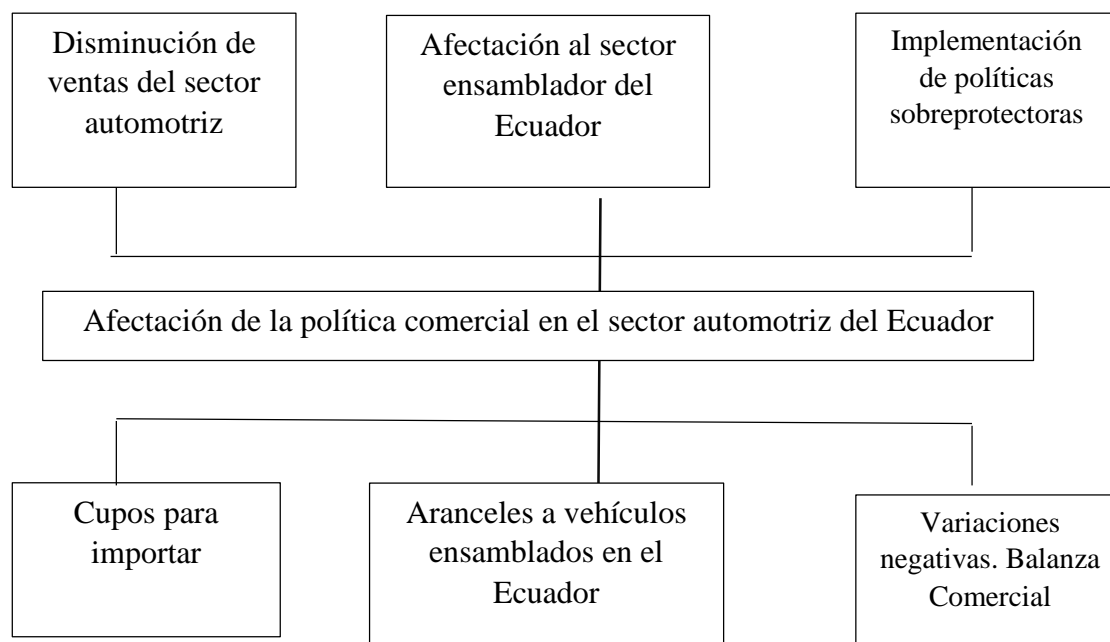 Disminución de
ventas del sector
automotriz
Afectación al sector
ensamblador del
Ecuador
Implementación
de políticas
sobreprotectoras
Afectación de la política comercial en el sector automotriz del Ecuador
Cupos para
importar
Aranceles a vehículos
ensamblados en el
Ecuador
Variaciones
negativas. Balanza
Comercial